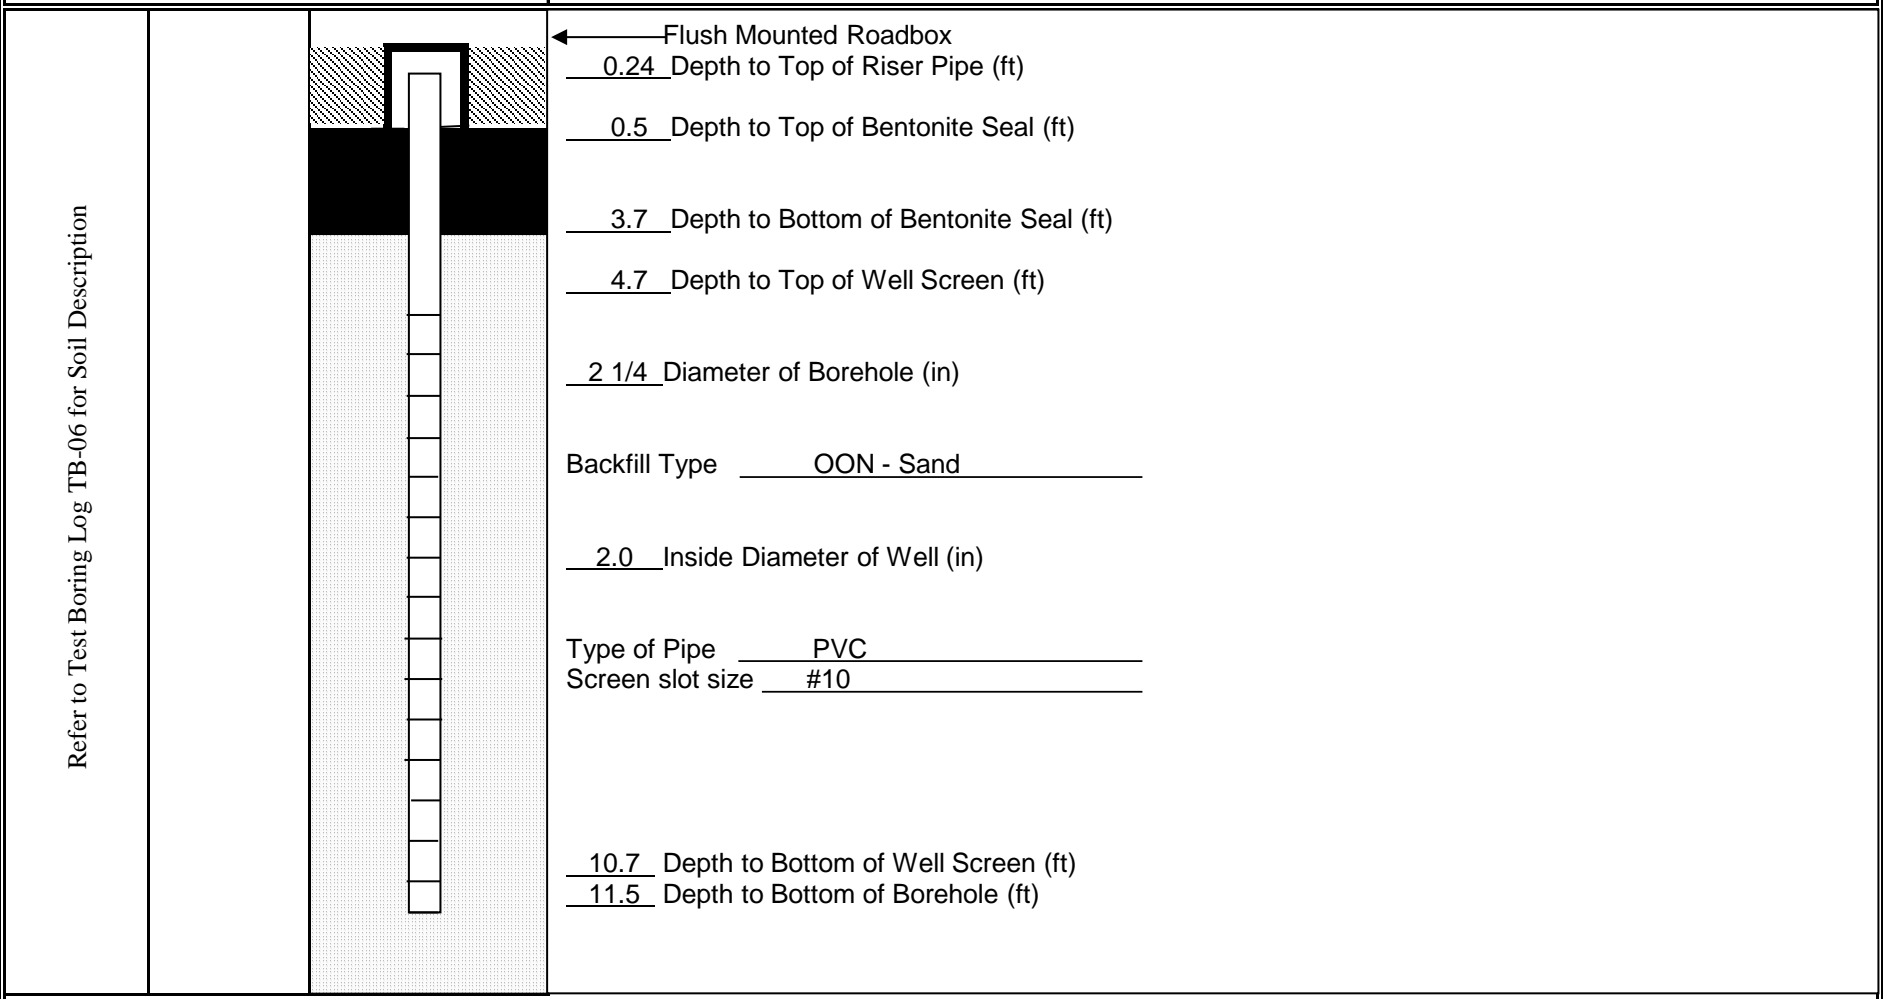 Refer to Test Boring Log TB-06 for Soil Description
Flush Mounted Roadbox
0.24 Depth to Top of Riser Pipe (ft)
0.5 Depth to Top of Bentonite Seal (ft)
3.7 Depth to Bottom of Bentonite Seal (ft)
4.7 Depth to Top of Well Screen (ft)
2 1/4 Diameter of Borehole (in)
Backfill Type OON - Sand
2.0 Inside Diameter of Well (in)
Type of Pipe PVC
Screen slot size #10
10.7 Depth to Bottom of Well Screen (ft)
11.5 Depth to Bottom of Borehole (ft)